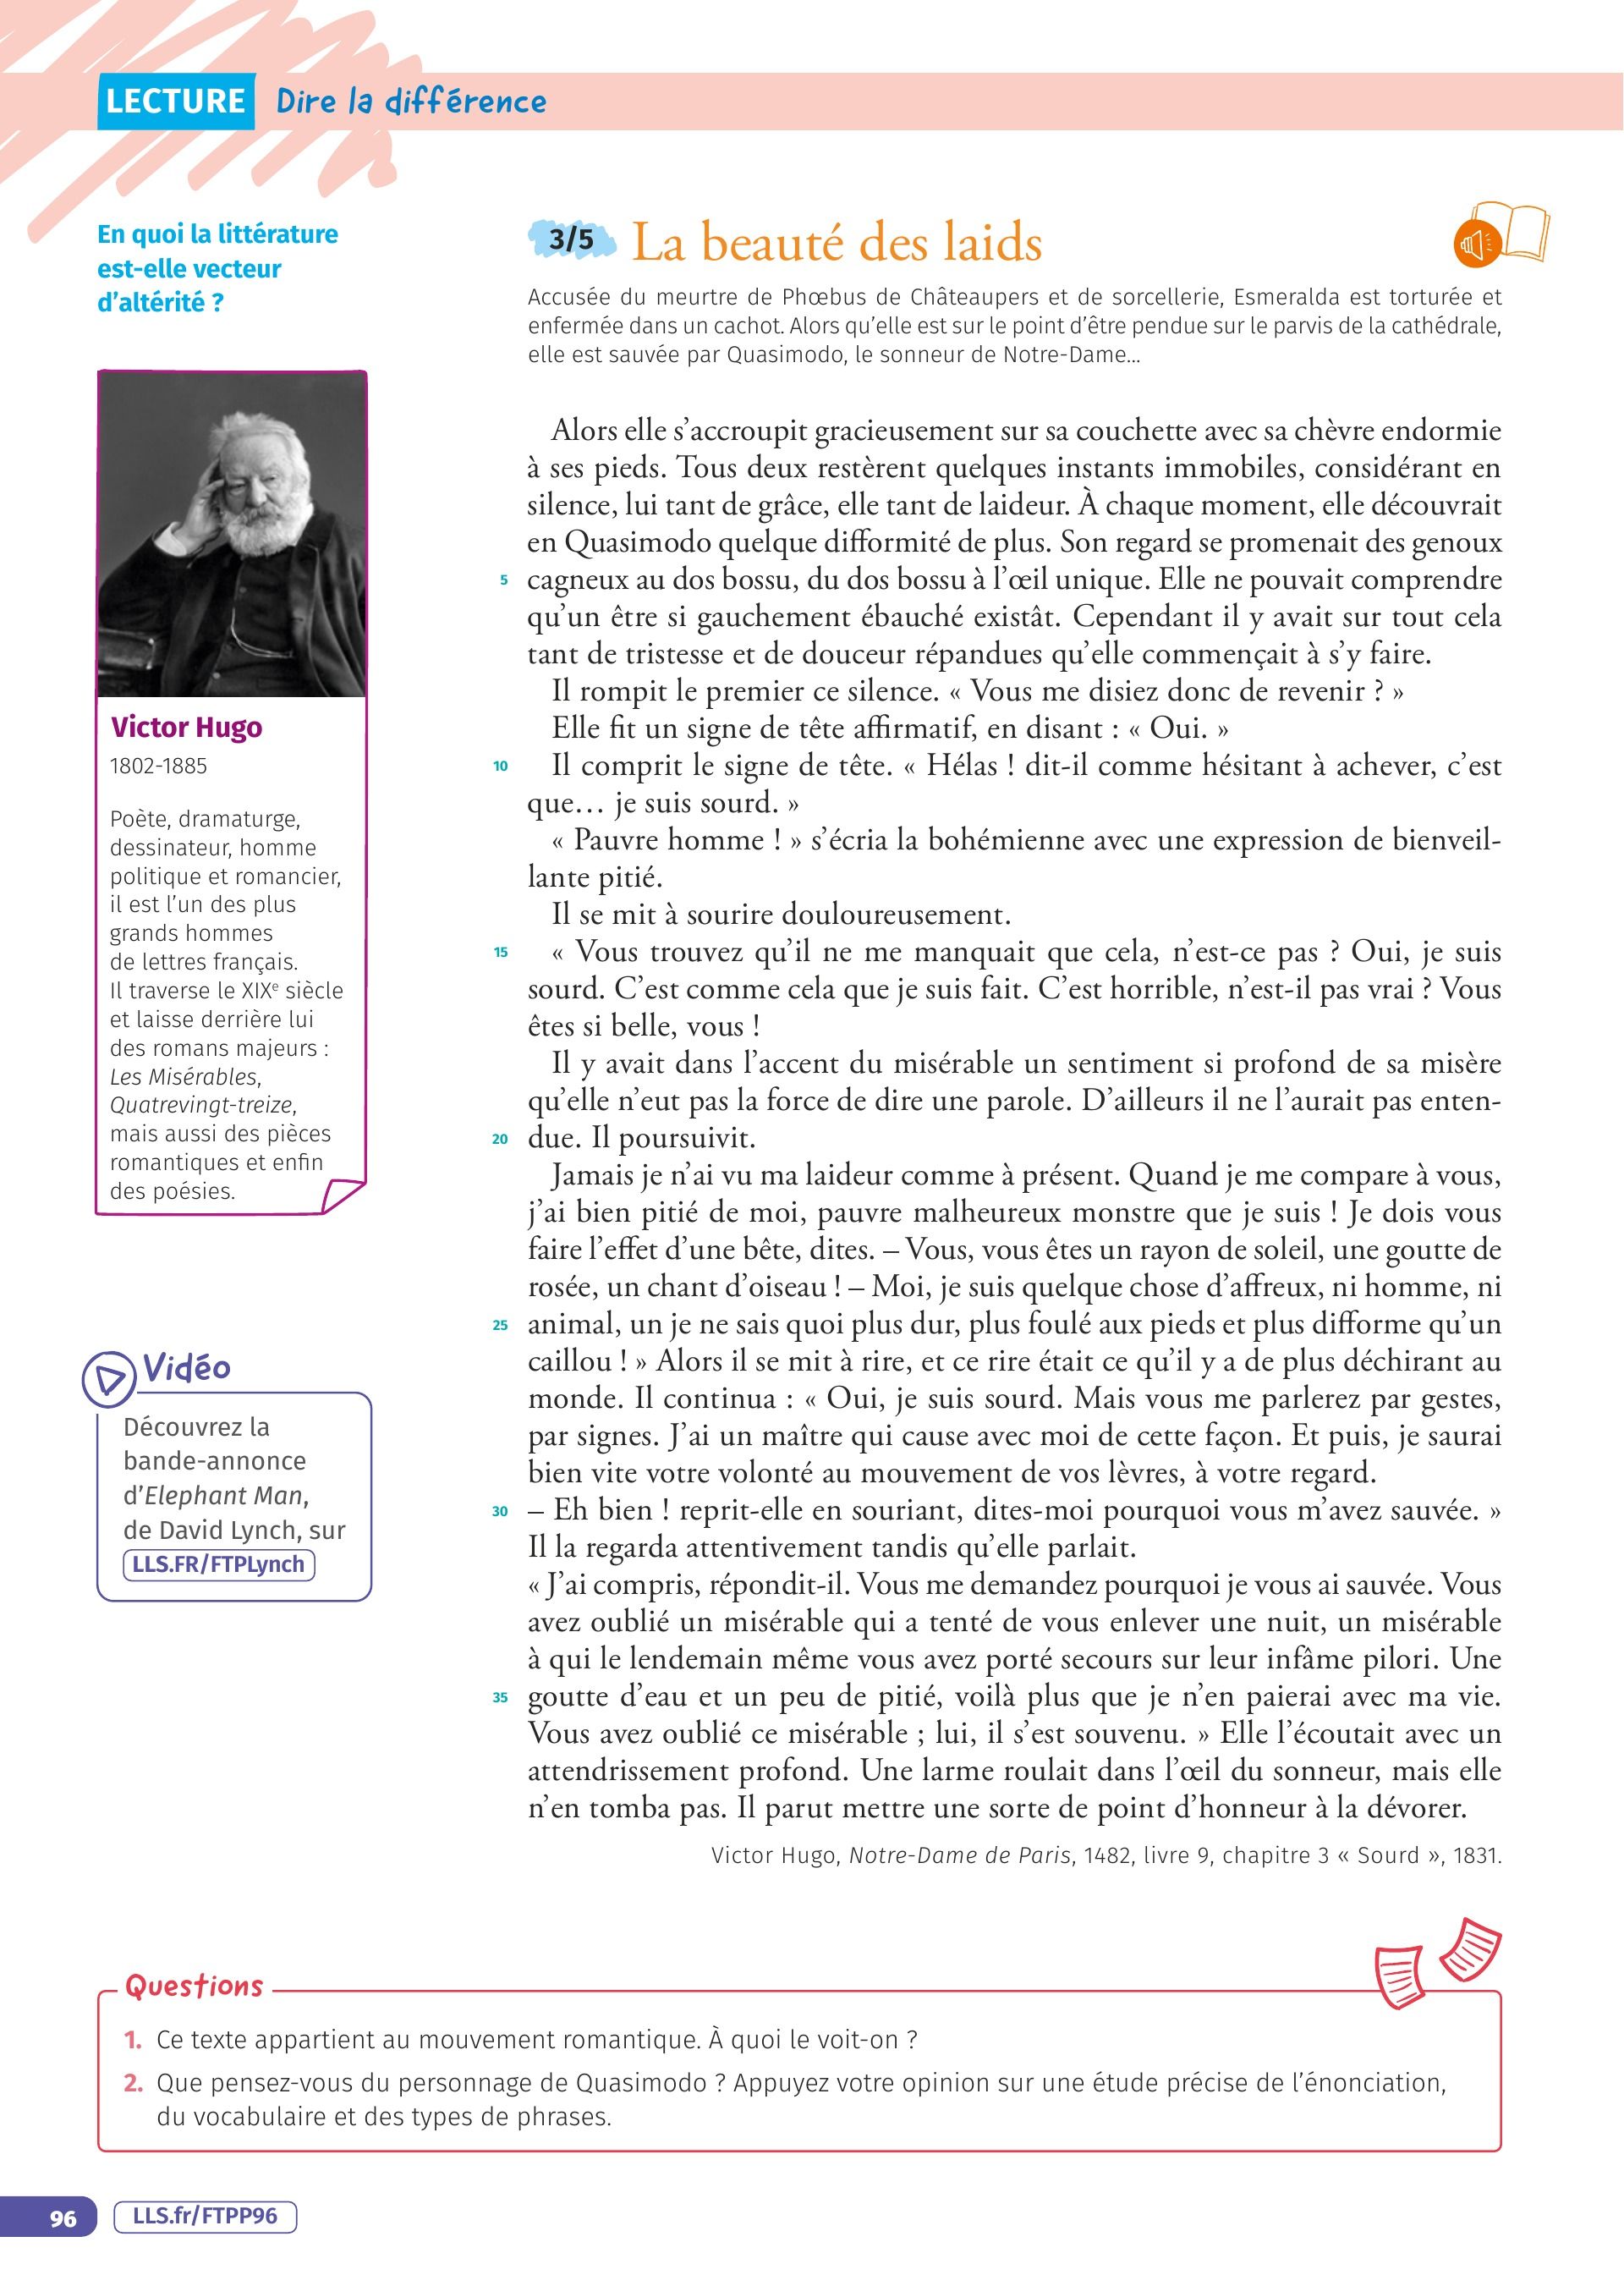 LECTURE Dire la différence
En quoi la littérature
est-elle vecteur
d'altérité ?
Victor Hugo
1802-1885
Poète, dramaturge,
dessinateur, homme
politique et romancier,
il est l'un des plus
grands hommes
de lettres français.
Il traverse le XIXe siècle
et laisse derrière lui
des romans majeurs :
Les Misérables,
Quatrevingt-treize,
mais aussi des pièces
romantiques et enfin
des poésies.
Vidéo
Découvrez la
bande-annonce
d'Elephant Man,
de David Lynch, sur
LLS.FR/FTPLynch
3/5 La beauté des laids
Accusée du meurtre de Phœbus de Châteaupers et de sorcellerie, Esmeralda est torturée et
enfermée dans un cachot. Alors qu'elle est sur le point d'être pendue sur le parvis de la cathédrale,
elle est sauvée par Quasimodo, le sonneur de Notre-Dame...
Alors elle s'accroupit gracieusement sur sa couchette avec sa chèvre endormie
à ses pieds. Tous deux restèrent quelques instants immobiles, considérant en
silence, lui tant de grâce, elle tant de laideur. À chaque moment, elle découvrait
en Quasimodo quelque difformité de plus. Son regard se promenait des genoux
5 cagneux au dos bossu, du dos bossu à l'œil unique. Elle ne pouvait comprendre
qu'un être si gauchement ébauché existât. Cependant il y avait sur tout cela
tant de tristesse et de douceur répandues qu'elle commençait à s'y faire.
Il rompit le premier ce silence. « Vous me disiez donc de revenir ? »
Elle fit un signe de tête affirmatif, en disant : « Oui. »
10 Il comprit le signe de tête. « Hélas ! dit-il comme hésitant à achever, c'est
que… je suis sourd. »
« Pauvre homme ! » s'écria la bohémienne avec une expression de bienveil-
lante pitié.
Il se mit à sourire douloureusement.
15 « Vous trouvez qu'il ne me manquait que cela, n'est-ce pas ? Oui, je suis
sourd. C'est comme cela que je suis fait. C'est horrible, n'est-il pas vrai ? Vous
êtes si belle, vous !
Il y avait dans l'accent du misérable un sentiment si profond de sa misère
qu'elle n'eut pas la force de dire une parole. D'ailleurs il ne l'aurait pas enten-
20 due. Il poursuivit.
Jamais je n'ai vu ma laideur comme à présent. Quand je me compare à vous,
j'ai bien pitié de moi, pauvre malheureux monstre que je suis ! Je dois vous
faire l'effet d'une bête, dites. – Vous, vous êtes un rayon de soleil, une goutte de
rosée, un chant d'oiseau ! – Moi, je suis quelque chose d'affreux, ni homme, ni
25 animal, un je ne sais quoi plus dur, plus foulé aux pieds et plus difforme qu'un
caillou ! » Alors il se mit à rire, et ce rire était ce qu'il y a de plus déchirant au
monde. Il continua : « Oui, je suis sourd. Mais vous me parlerez par gestes,
par signes. J'ai un maître qui cause avec moi de cette façon. Et puis, je saurai
bien vite votre volonté au mouvement de vos lèvres, à votre regard.
30 – Eh bien ! reprit-elle en souriant, dites-moi pourquoi vous m'avez sauvée. »
Il la regarda attentivement tandis qu'elle parlait.
« J'ai compris, répondit-il. Vous me demandez pourquoi je vous ai sauvée. Vous
avez oublié un misérable qui a tenté de vous enlever une nuit, un misérable
à qui le lendemain même vous avez porté secours sur leur infâme pilori. Une
35 goutte d'eau et un peu de pitié, voilà plus que je n'en paierai avec ma vie.
Vous avez oublié ce misérable ; lui, il s'est souvenu. » Elle l'écoutait avec un
attendrissement profond. Une larme roulait dans l'œil du sonneur, mais elle
n'en tomba pas. Il parut mettre une sorte de point d'honneur à la dévorer.
Victor Hugo, Notre-Dame de Paris, 1482, livre 9, chapitre 3 « Sourd », 1831.
Questions
1. Ce texte appartient au mouvement romantique. À quoi le voit-on ?
2. Que pensez-vous du personnage de Quasimodo ? Appuyez votre opinion sur une étude précise de l'énonciation,
du vocabulaire et des types de phrases.
96 LLS.fr/FTPP96